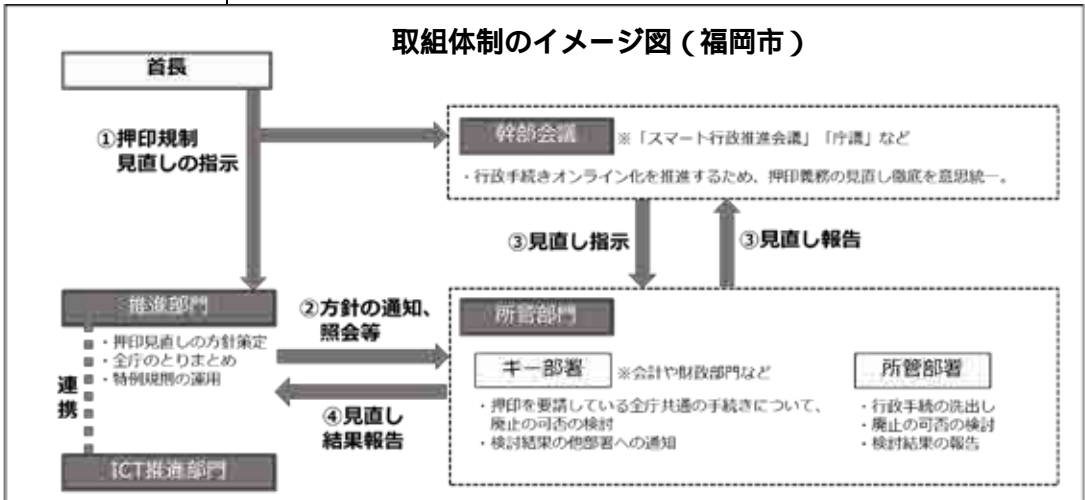 取組体制のイメージ図（福岡市）
首長
①押印規制
見直しの指示
幹部会議
※「スマート行政推進会議」「庁議」など
・行政手続きオンライン化を推進するため、押印義務の見直し徹底を意思統一。
③見直し指示
③見直し報告
推進部門
・押印見直しの方針策定
・全庁のとりまとめ
・特例規則の運用
②方針の通知、
照会等
④見直し
結果報告
連携
ICT推進部門
所管部門
キー部署
※会計や財政部門など
・押印を要請している全庁共通の手続きについて、
廃止の可否の検討
・検討結果の他部署への通知
所管部署
・行政手続の洗出し
・廃止の可否の検討
・検討結果の報告